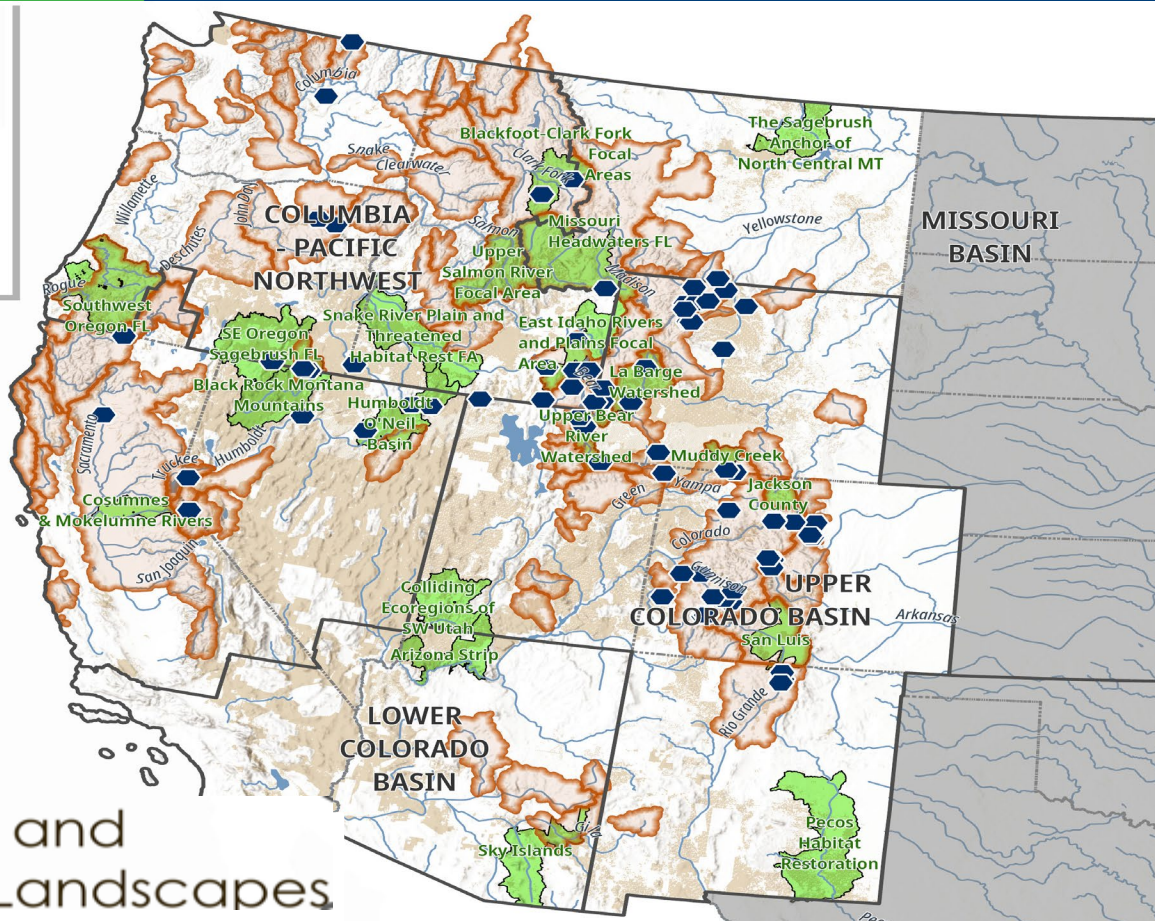 Columbia
Blackfoot-Clark Fork
Focal
Areas
Clark Fork
The Sagebrush
Anchor of
North Central MT
Snake
Clearwater
Willamette
John Day
Deschutes
COLUMBIA
- PACIFIC
NORTHWEST
Salmon
Missouri
Headwaters FL
Yellowstone
MISSOURI
BASIN
Upper
Salmon River
Focal Area
Madison
Rogue
Southwest
Oregon FL
SE Oregon
Sagebrush FL
Snake River Plain and
Threatened
Habitat Rest FA
East Idaho Rivers
and Plains Focal
Area
Bear
La Barge
Watershed
Black Rock Montana
Mountains
Humboldt
O'Neil
Basin
Upper Bear
River
Watershed
Sacramento
Truckee
Humboldt
Muddy Creek
Green
Yampa
Jackson
County
Cosumnes
& Mokelumne Rivers
San Joaquin
Colorado
Gunnison
UPPER
COLORADO BASIN
Arkansas
San Luis
Colliding
Ecoregions of
SW Utah
Arizona Strip
Rio Grande
LOWER
COLORADO
BASIN
Gila
Sky Islands
Pecos
Habitat
Restoration
and
Landscapes